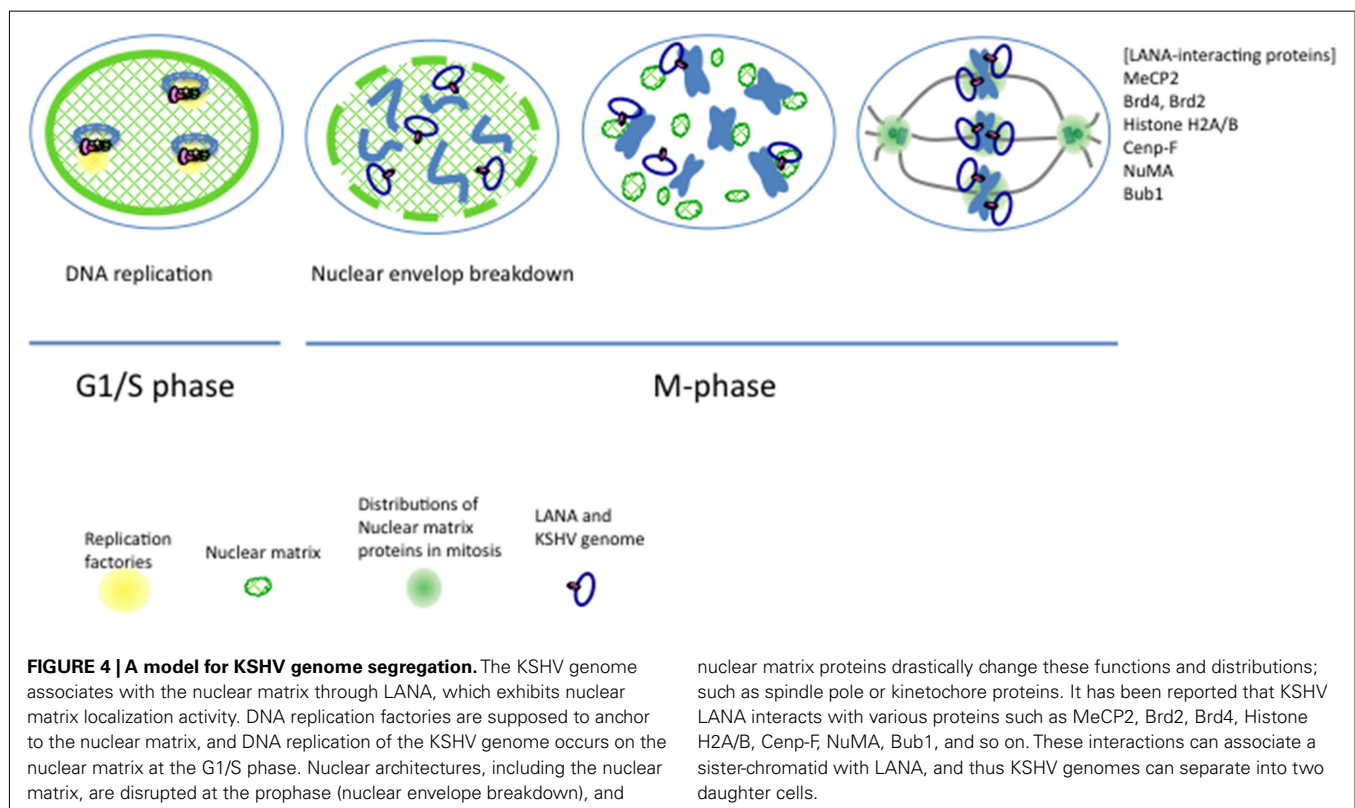 [LANA-interacting proteins]
MeCP2
Brd4, Brd2
Histone H2A/B
Cenp-F
NuMA
Bub1
DNA replication
Nuclear envelop breakdown
G1/S phase
M-phase
Replication
factories
Nuclear matrix
Distributions of
Nuclear matrix
proteins in mitosis
LANA and
KSHV genome
FIGURE 4 | A model for KSHV genome segregation. The KSHV genome
associates with the nuclear matrix through LANA, which exhibits nuclear
matrix localization activity. DNA replication factories are supposed to anchor
to the nuclear matrix, and DNA replication of the KSHV genome occurs on the
nuclear matrix at the G1/S phase. Nuclear architectures, including the nuclear
matrix, are disrupted at the prophase (nuclear envelope breakdown), and
nuclear matrix proteins drastically change these functions and distributions;
such as spindle pole or kinetochore proteins. It has been reported that KSHV
LANA interacts with various proteins such as MeCP2, Brd2, Brd4, Histone
H2A/B, Cenp-F, NuMA, Bub1, and so on. These interactions can associate a
sister-chromatid with LANA, and thus KSHV genomes can separate into two
daughter cells.